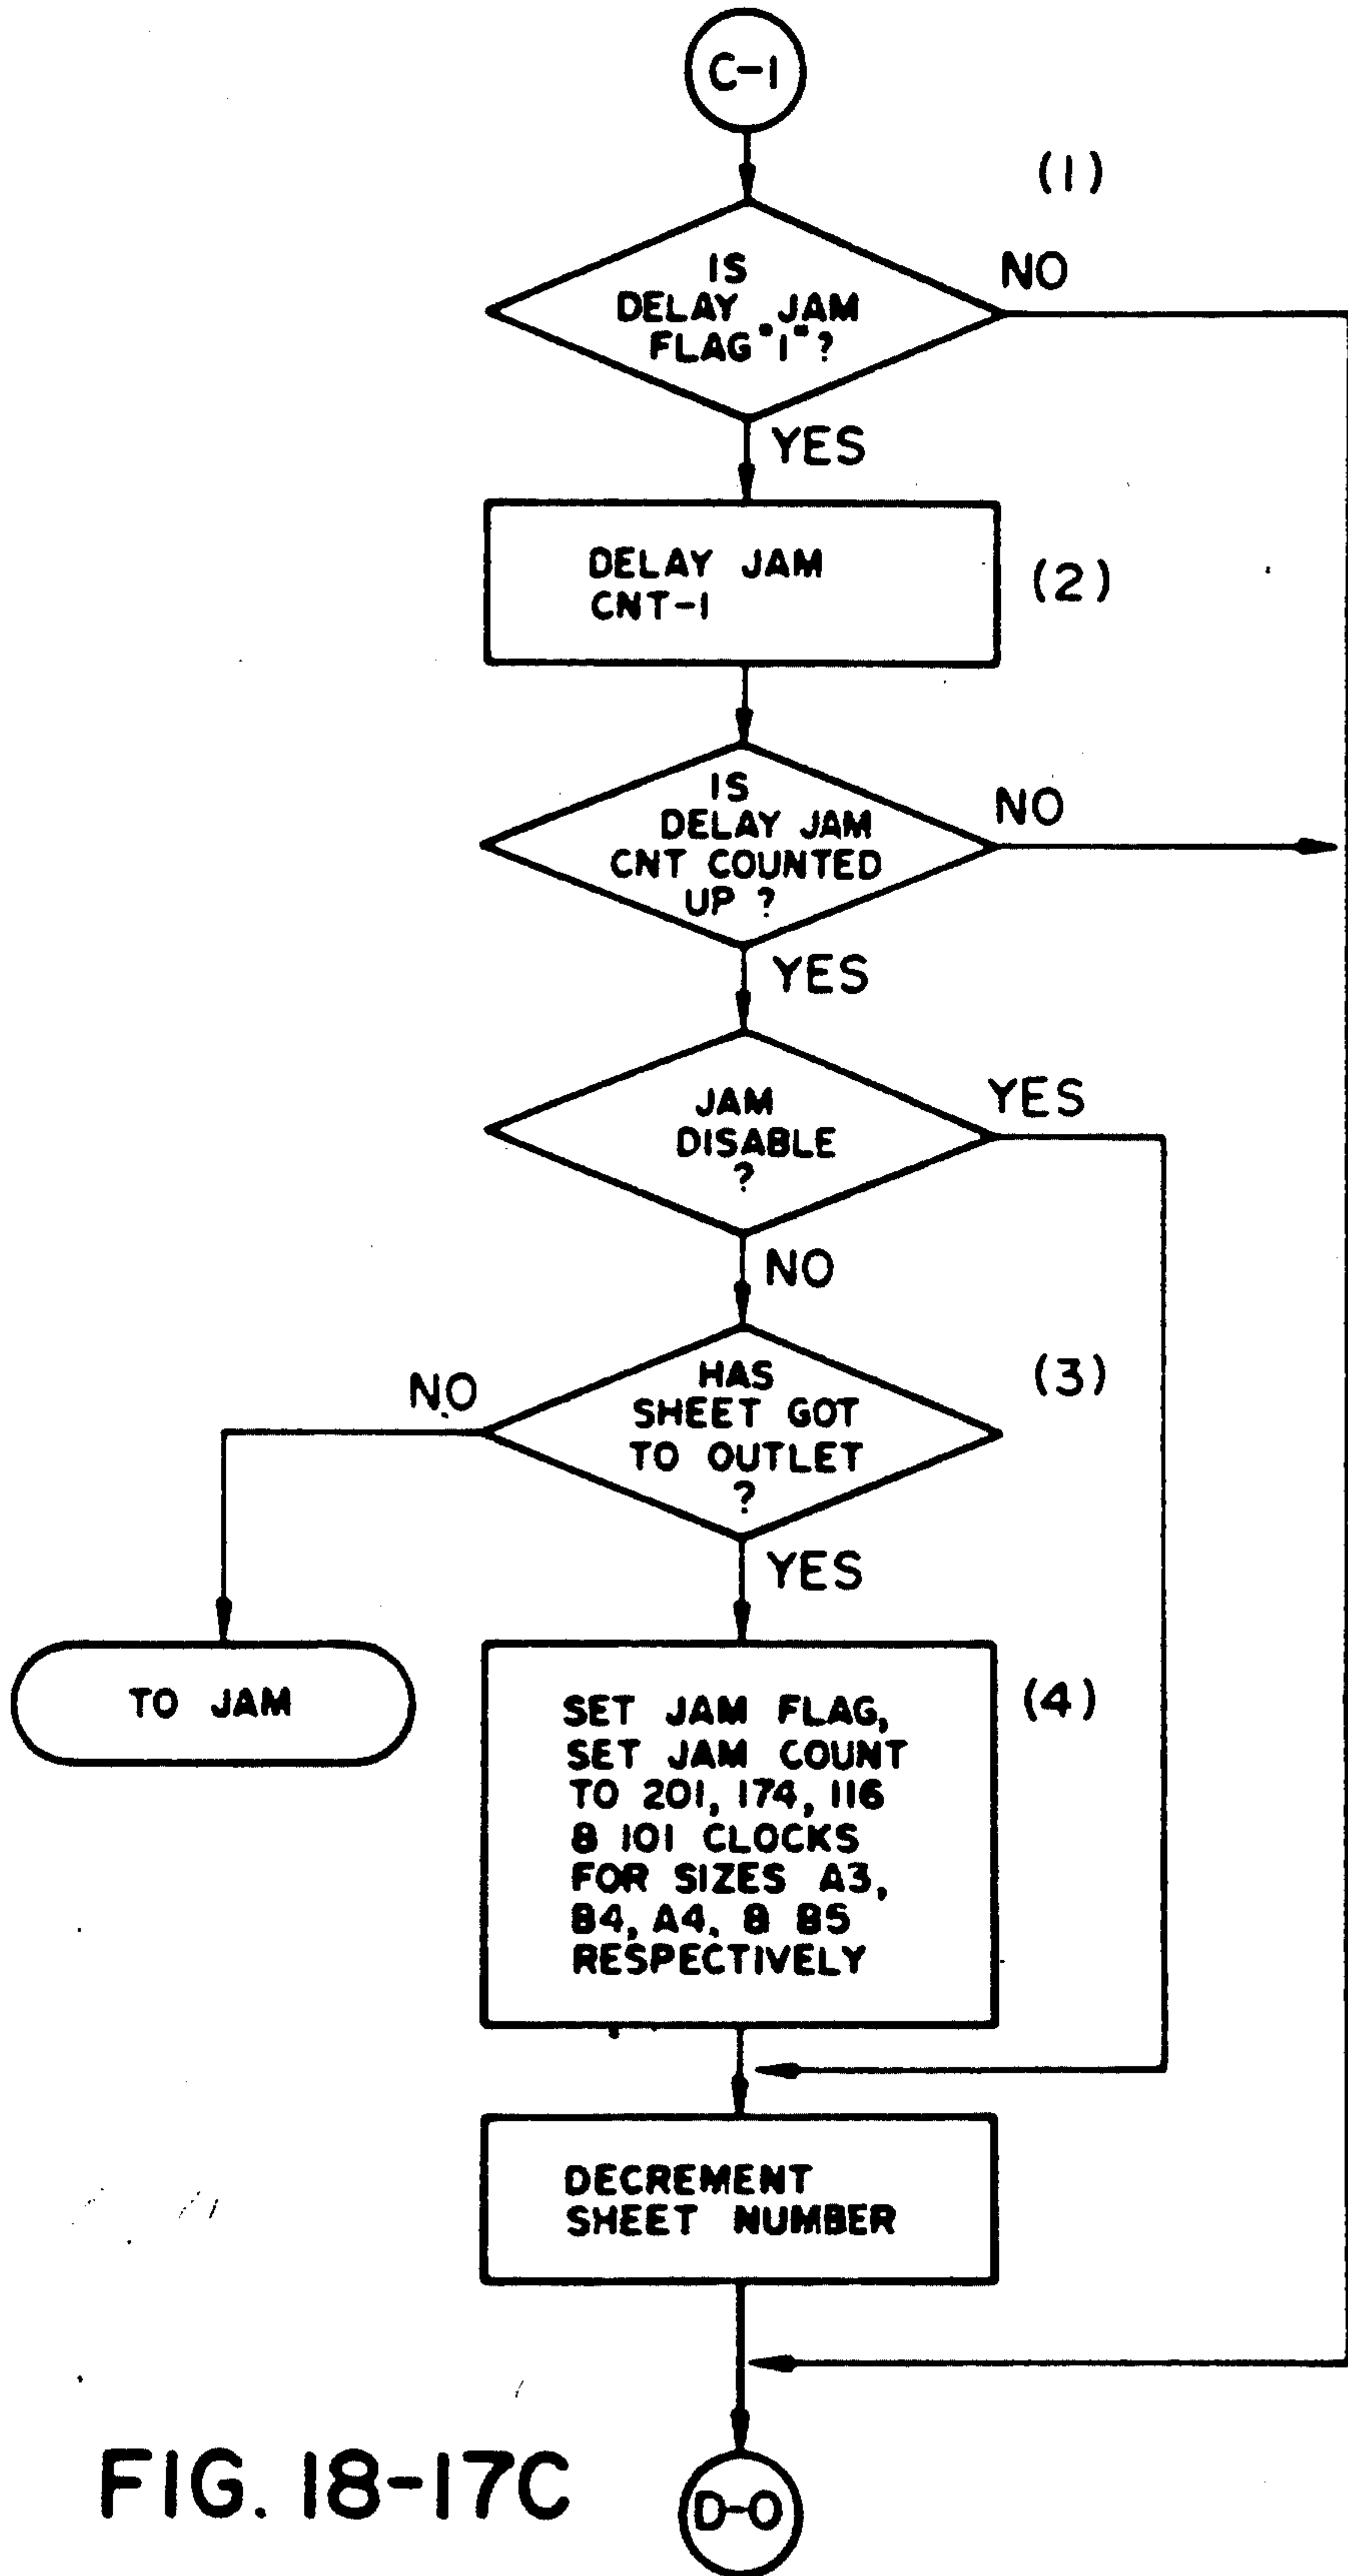 C-1
(1)
IS
DELAY JAM
FLAG "1" ?
NO
YES
DELAY JAM
CNT-1
(2)
IS
DELAY JAM
CNT COUNTED
UP ?
NO
YES
JAM
DISABLE
?
YES
NO
HAS
SHEET GOT
TO OUTLET
?
(3)
NO
YES
TO JAM
SET JAM FLAG,
SET JAM COUNT
TO 201, 174, 116
& 101 CLOCKS
FOR SIZES A3,
B4, A4, & B5
RESPECTIVELY
(4)
DECREMENT
SHEET NUMBER
FIG. 18-17C
D-O